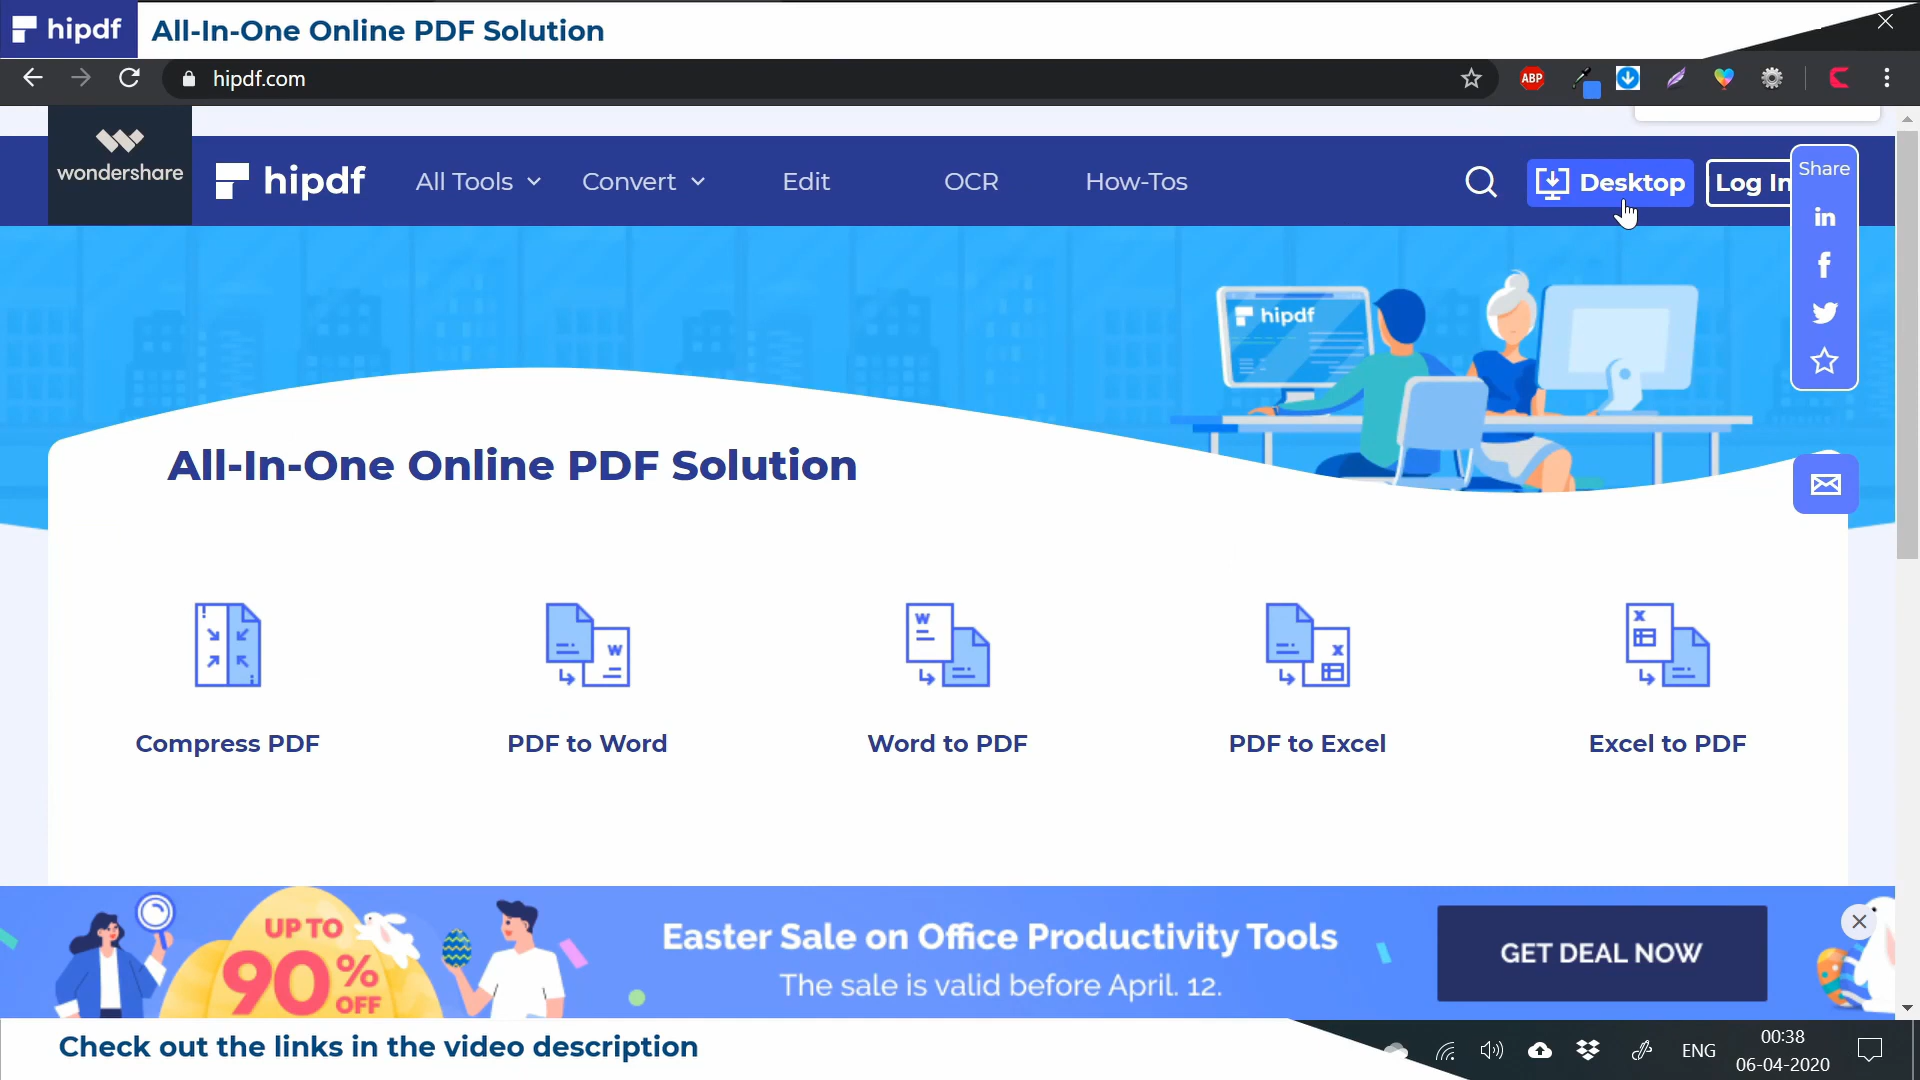 hipdf All-In-One Online PDF Solution
hipdf.com
ABP
wondershare
hipdf All Tools Convert Edit OCR How-Tos Desktop Log In Share
in
f
hipdf
All-In-One Online PDF Solution
W
W
X
X
Compress PDF PDF to Word Word to PDF PDF to Excel Excel to PDF
UP TO
90%
OFF
Easter Sale on Office Productivity Tools
The sale is valid before April. 12.
GET DEAL NOW
Check out the links in the video description
ENG
00:38
06-04-2020